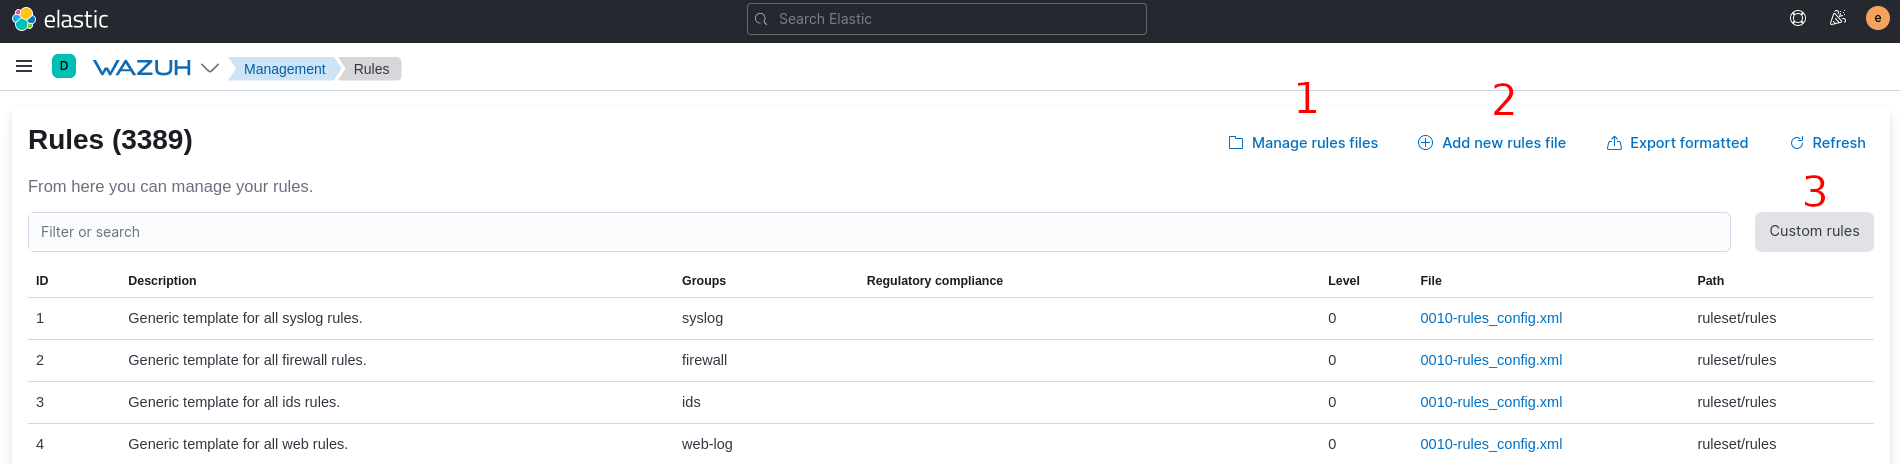 elastic
Search Elastic
e
D
WAZUH
Management
Rules
1
2
Rules (3389)
Manage rules files
Add new rules file
Export formatted
Refresh
From here you can manage your rules.
3
Filter or search
Custom rules
ID Description Groups Regulatory compliance Level File Path
1 Generic template for all syslog rules. syslog 0 0010-rules_config.xml ruleset/rules
2 Generic template for all firewall rules. firewall 0 0010-rules_config.xml ruleset/rules
3 Generic template for all ids rules. ids 0 0010-rules_config.xml ruleset/rules
4 Generic template for all web rules. web-log 0 0010-rules_config.xml ruleset/rules